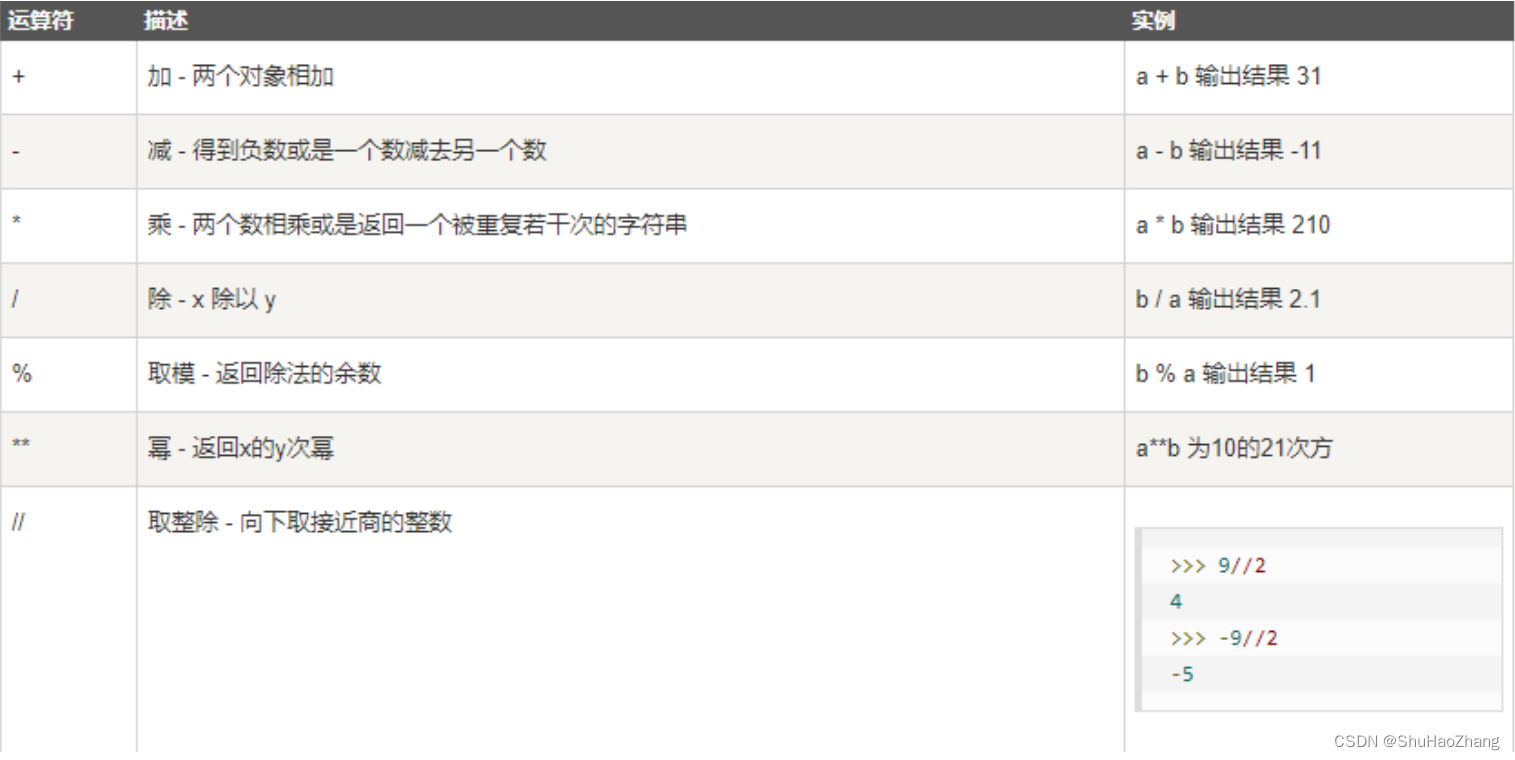 运算符 描述 实例
+ 加 - 两个对象相加 a + b 输出结果 31
- 减 - 得到负数或是一个数减去另一个数 a - b 输出结果 -11
* 乘 - 两个数相乘或是返回一个被重复若干次的字符串 a * b 输出结果 210
/ 除 - x 除以 y b / a 输出结果 2.1
% 取模 - 返回除法的余数 b % a 输出结果 1
** 幂 - 返回x的y次幂 a**b 为10的21次方
// 取整除 - 向下取接近商的整数
>>> 9//2
4
>>> -9//2
-5
CSDN @ShuHaoZhang